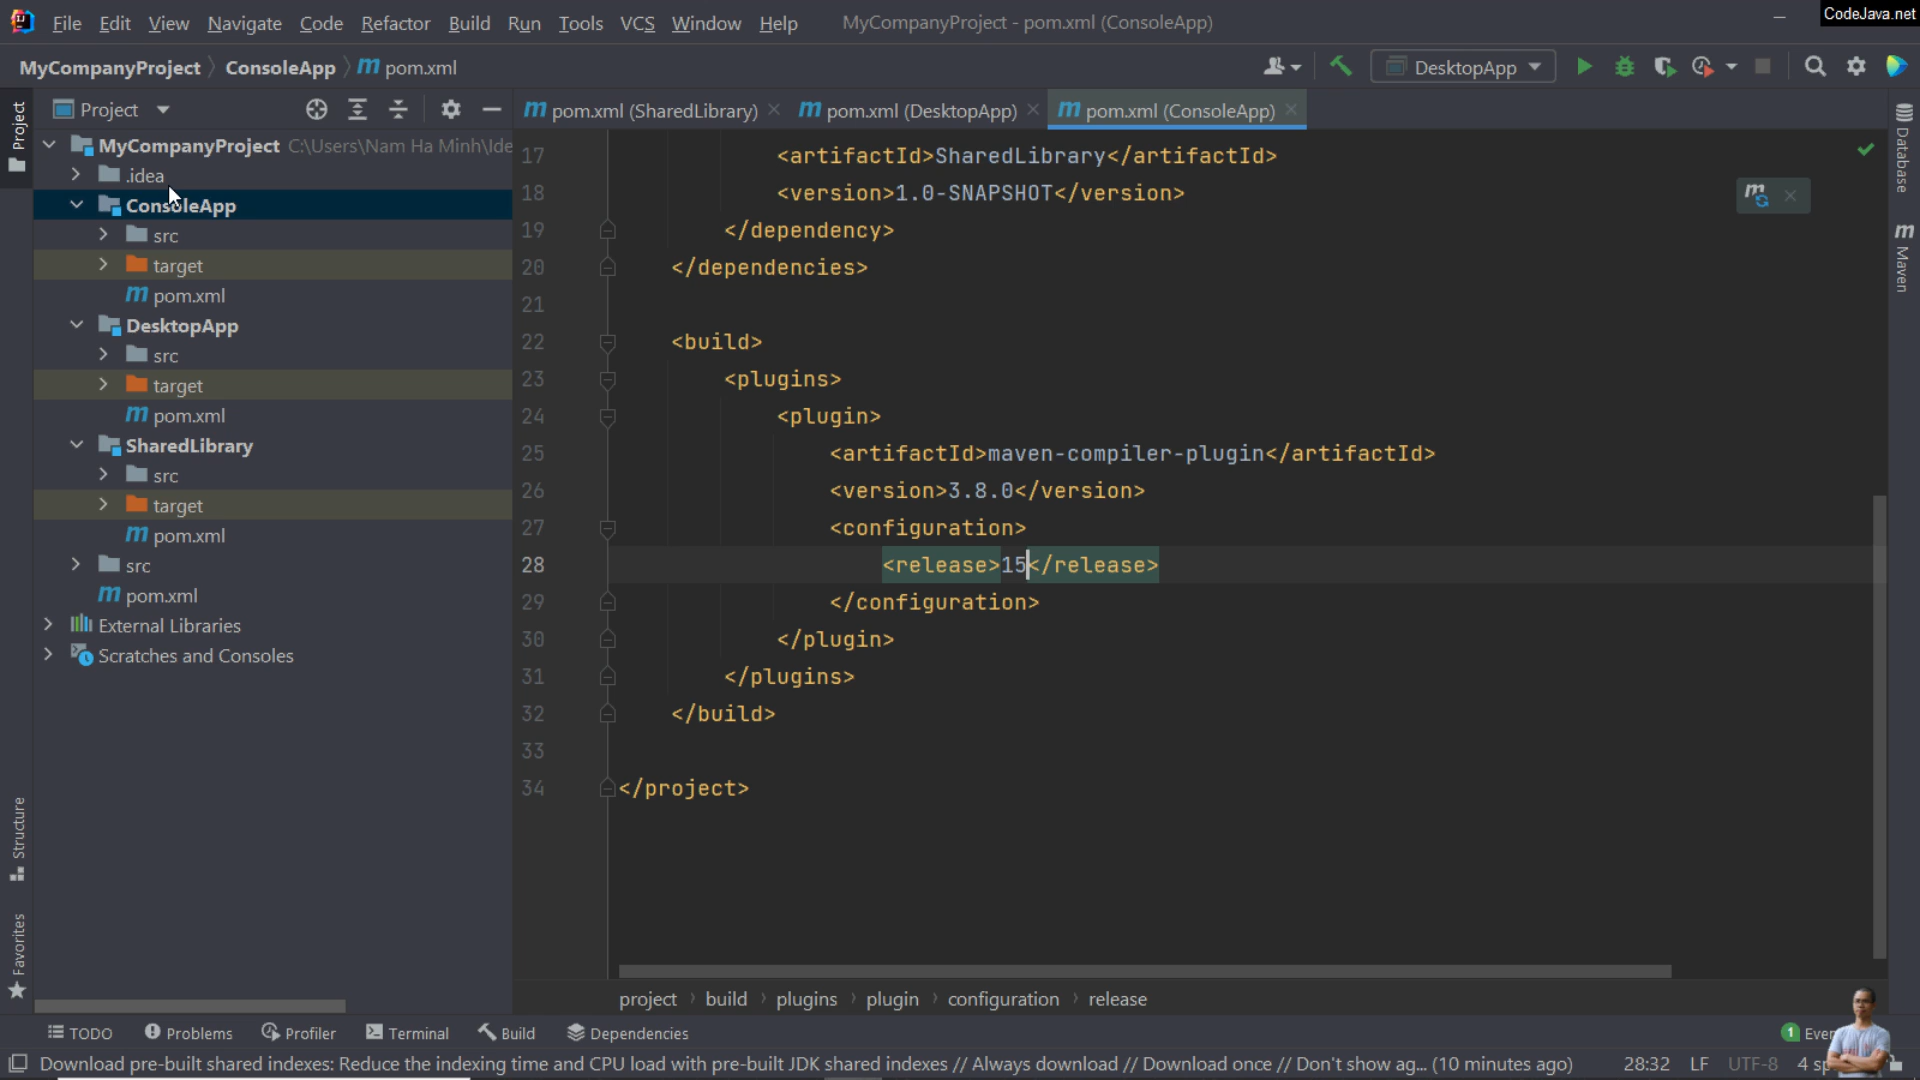 File Edit View Navigate Code Refactor Build Run Tools VCS Window Help MyCompanyProject - pom.xml (ConsoleApp)
CodeJava.net
MyCompanyProject ConsoleApp m pom.xml DesktopApp
Project
Project
m pom.xml (SharedLibrary)
m pom.xml (DesktopApp)
m pom.xml (ConsoleApp)
MyCompanyProject C:\Users\Nam Ha Minh\Ide
.idea
ConsoleApp
src
target
m pom.xml
DesktopApp
src
target
m pom.xml
SharedLibrary
src
target
m pom.xml
src
m pom.xml
External Libraries
Scratches and Consoles
17 <artifactId>SharedLibrary</artifactId>
18 <version>1.0-SNAPSHOT</version>
19 </dependency>
20 </dependencies>
21
22 <build>
23 <plugins>
24 <plugin>
25 <artifactId>maven-compiler-plugin</artifactId>
26 <version>3.8.0</version>
27 <configuration>
28 <release>15</release>
29 </configuration>
30 </plugin>
31 </plugins>
32 </build>
33
34 </project>
m
Database
m Maven
Structure
Favorites
project build plugins plugin configuration release
TODO Problems Profiler Terminal Build Dependencies 1
Download pre-built shared indexes: Reduce the indexing time and CPU load with pre-built JDK shared indexes // Always download // Download once // Don't show ag... (10 minutes ago) 28:32 LF UTF-8 4